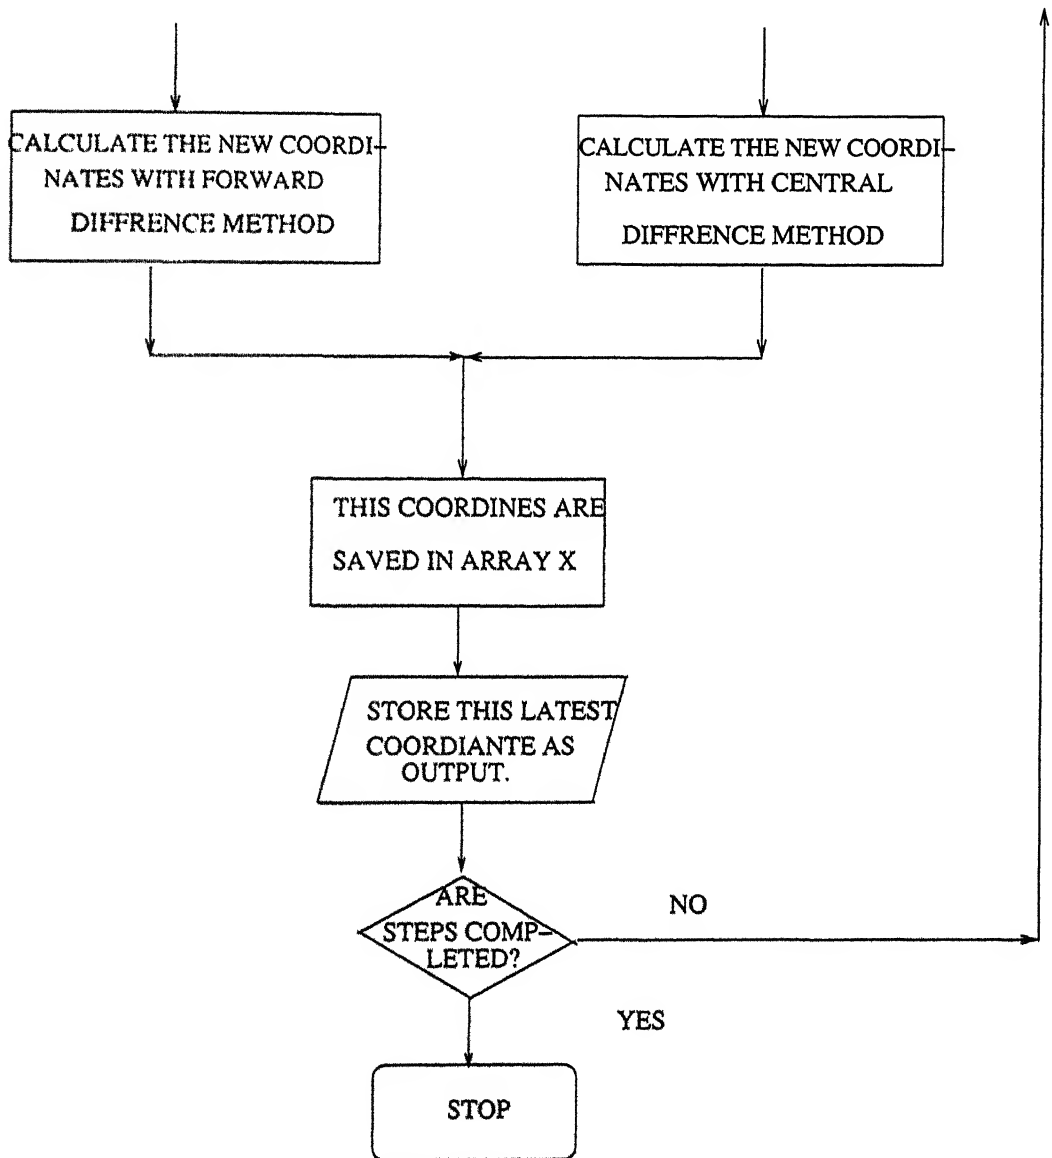 CALCULATE THE NEW COORDI-
NATES WITH FORWARD
DIFFRENCE METHOD
CALCULATE THE NEW COORDI-
NATES WITH CENTRAL
DIFFRENCE METHOD
THIS COORDINES ARE
SAVED IN ARRAY X
STORE THIS LATEST
COORDIANTE AS
OUTPUT.
ARE
STEPS COMP-
LETED?
NO
YES
STOP